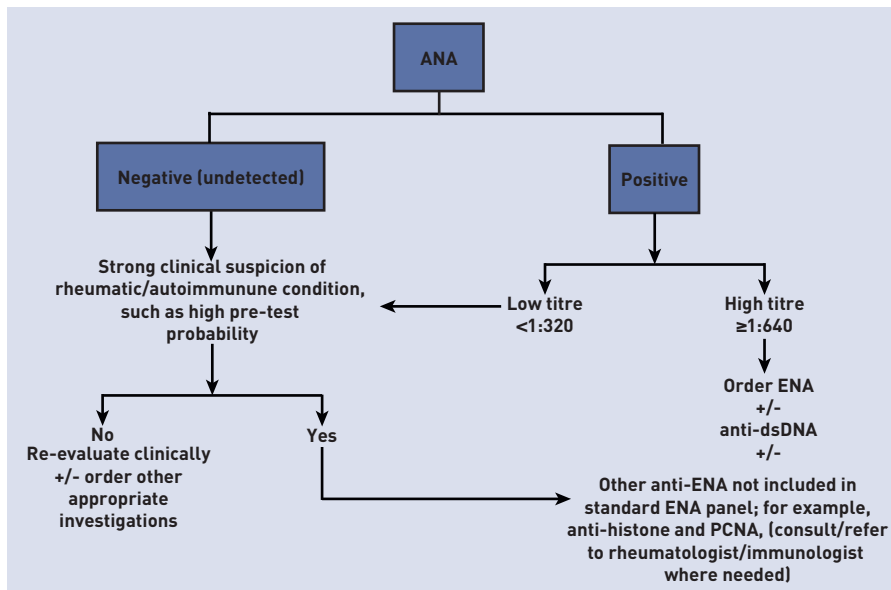 ANA
Negative (undetected)
Positive
Strong clinical suspicion of
rheumatic/autoimmunune condition,
such as high pre-test
probability
Low titre
<1:320
High titre
≥1:640
Order ENA
+/-
anti-dsDNA
+/-
No
Re-evaluate clinically
+/- order other
appropriate
investigations
Yes
Other anti-ENA not included in
standard ENA panel; for example,
anti-histone and PCNA, (consult/refer
to rheumatologist/immunologist
where needed)